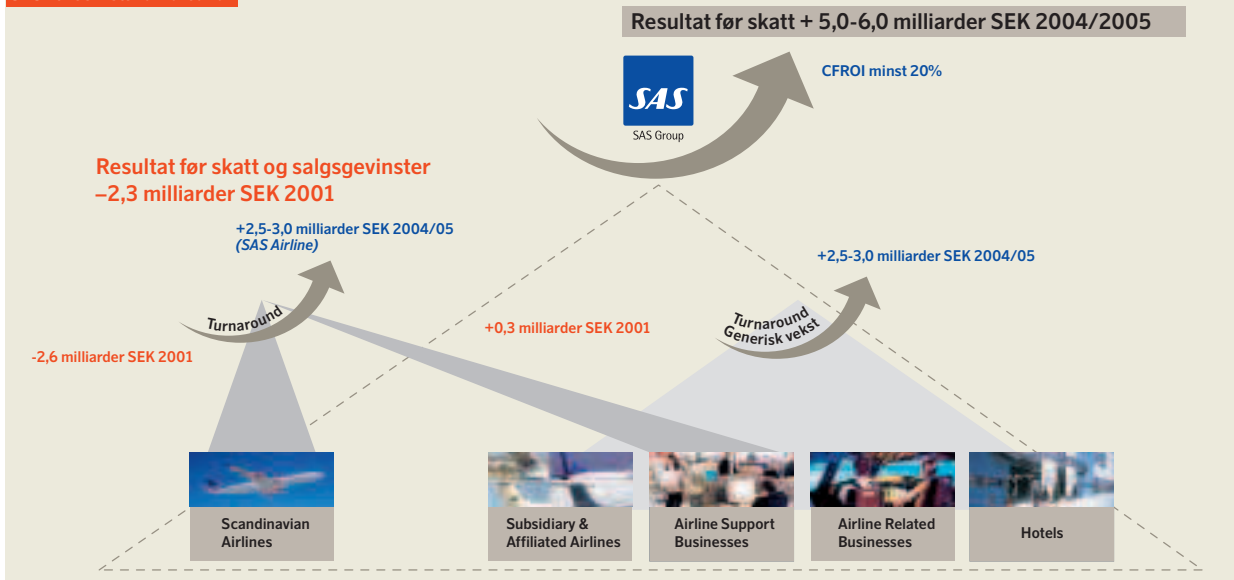 Resultat før skatt + 5,0-6,0 milliarder SEK 2004/2005
CFROI minst 20%
SAS
SAS Group
Resultat før skatt og salgsgevinster
–2,3 milliarder SEK 2001
+2,5-3,0 milliarder SEK 2004/05
(SAS Airline)
+2,5-3,0 milliarder SEK 2004/05
Turnaround
+0,3 milliarder SEK 2001
Turnaround
Generisk vekst
-2,6 milliarder SEK 2001
Scandinavian
Airlines
Subsidiary &
Affiliated Airlines
Airline Support
Businesses
Airline Related
Businesses
Hotels